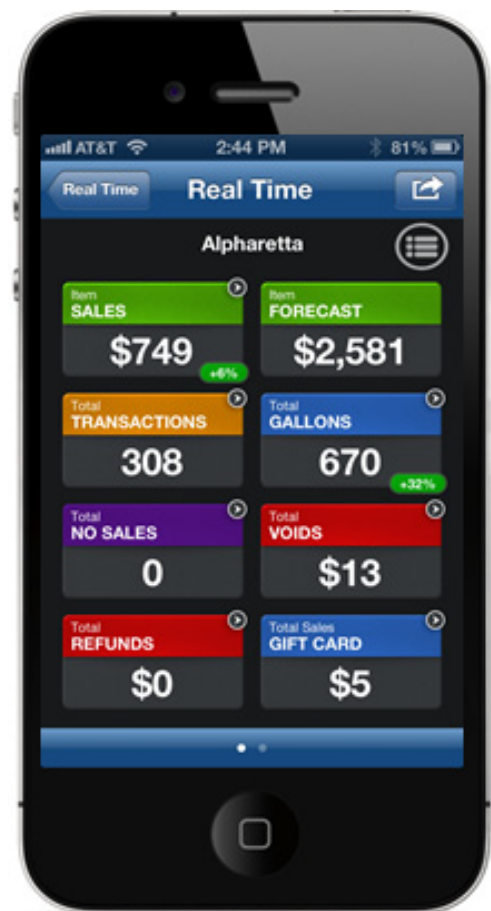 AT&T 2:44 PM 81%
Real Time Real Time
Alpharetta
Item Item
SALES FORECAST
$749 $2,581
+6%
Total Total
TRANSACTIONS GALLONS
308 670
+32%
Total Total
NO SALES VOIDS
0 $13
Total Total Sales
REFUNDS GIFT CARD
$0 $5